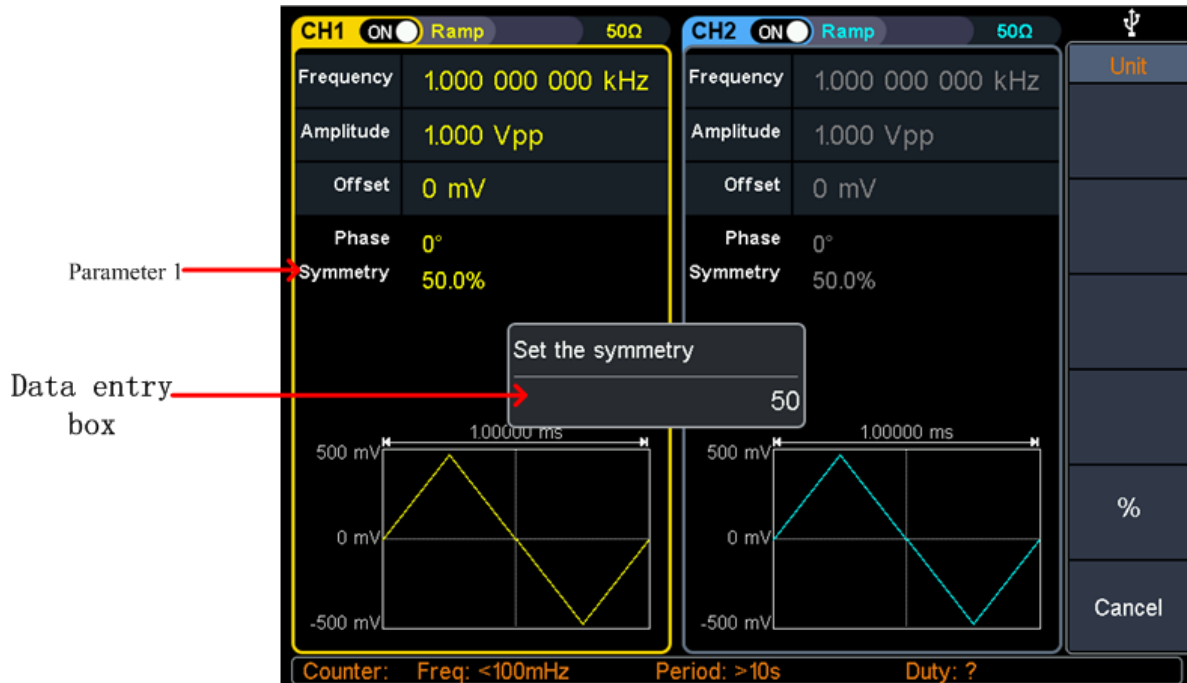 CH1 ON Ramp 50Ω CH2 ON Ramp 50Ω
Unit
Frequency 1.000 000 000 kHz Frequency 1.000 000 000 kHz
Amplitude 1.000 Vpp Amplitude 1.000 Vpp
Offset 0 mV Offset 0 mV
Phase 0° Phase 0°
Parameter 1 Symmetry 50.0% Symmetry 50.0%
Set the symmetry
Data entry
box
50
1.00000 ms 1.00000 ms
500 mV 500 mV
%
0 mV 0 mV
Cancel
-500 mV -500 mV
Counter: Freq: <100mHz Period: >10s Duty: ?